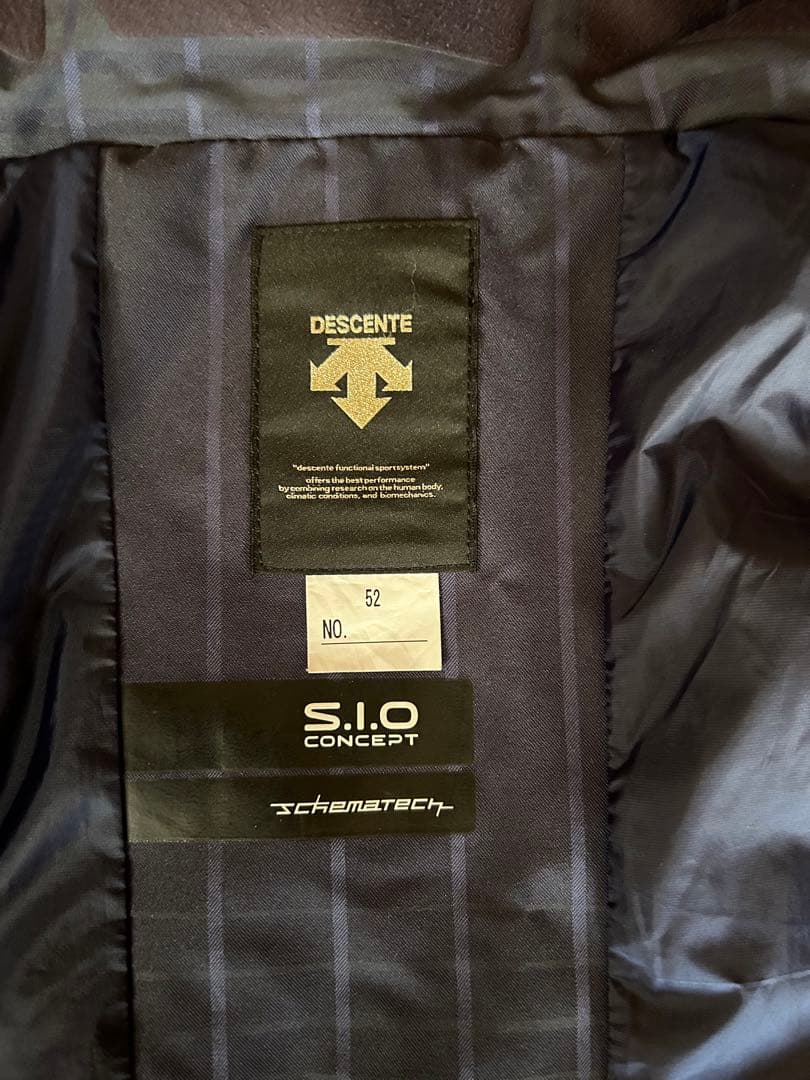 DESCENTE
"descente functional sportsystem"
offers the best performance
by combining research on the human body,
climatic conditions, and biomechanics.
52
NO.
S.I.O
CONCEPT
SCHEMATECH